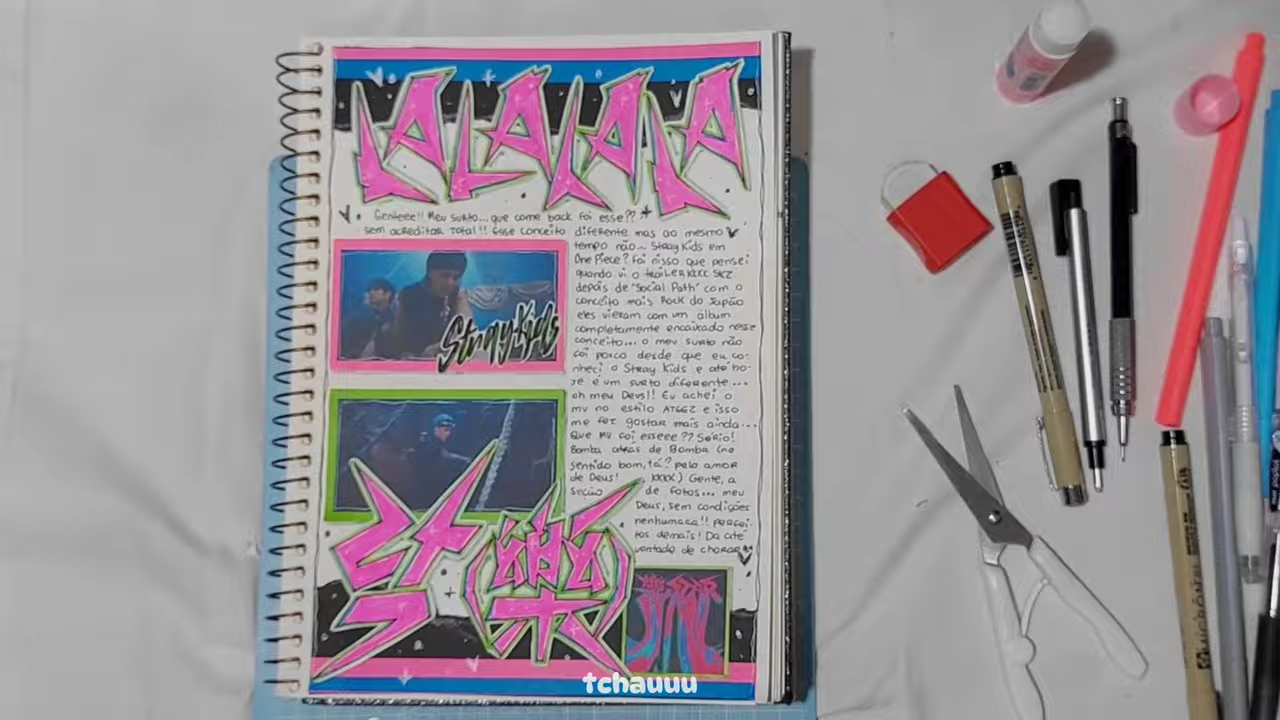 LALALALA
Genteee!! Meu surto... que come back foi esse??
sem acreditar total!! Esse conceito diferente mas ao mesmo
tempo não... Stray Kids em
One Piece? Foi nisso que pensei
quando vi o trailer kkkk SKZ
depois de "Social Path" com o
conceito mais Rock do Japão
eles vieram com um álbum
completamente encaixado nesse
conceito... o meu surto não
foi porco desde que eu co-
nheci a Stray Kids e até ho-
je é um surto diferente...
oh meu Deus!! Eu achei o
mv no estilo ATEEZ e isso
me fez gostar mais ainda...
Que MV foi esseee?? Sério!
Bomba atrás de Bomba (no
sentido bom, tá? pelo amor
de Deus! kkkk) Gente, a
seção de fotos... meu
Deus, sem condições
nenhumaca!! perfei-
tos demais! Da até
vontade de chorar
Stray Kids
락 (樂)
樂 STAR
tchauuu